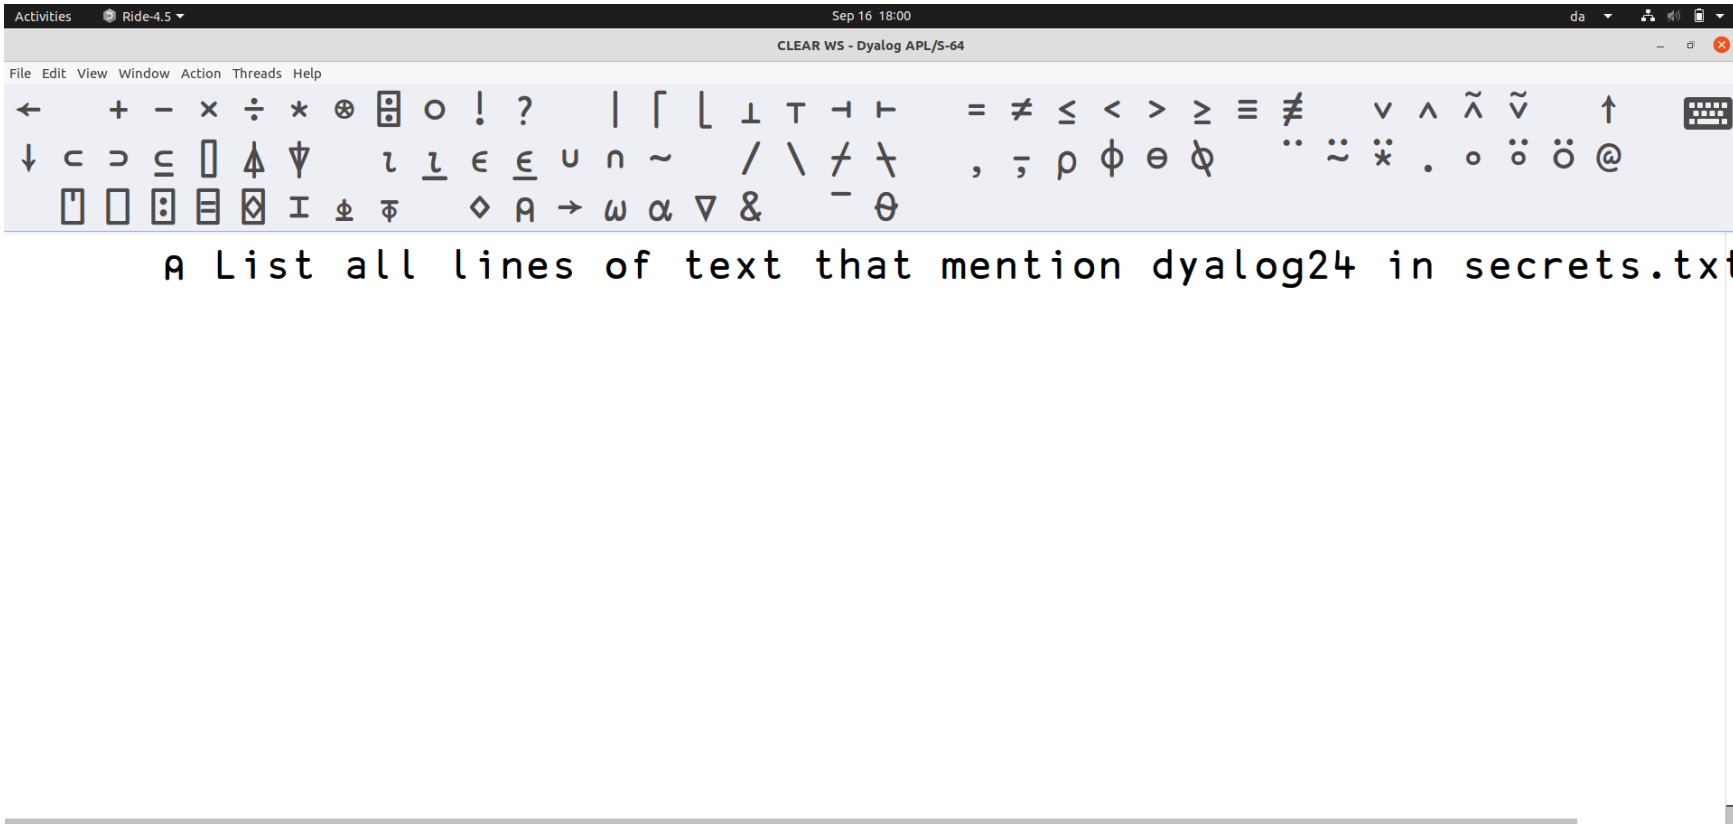 Activities Ride-4.5 Sep 16 18:00 da
CLEAR WS - Dyalog APL/S-64
File Edit View Window Action Threads Help
← + - × ÷ * ⍟ ⌹ ○ ! ? | ⌈ ⌊ ⊥ ⊤ ⊣ ⊢ = ≠ ≤ < > ≥ ≡ ≢ ∨ ∧ ⍲ ⍱ ↑
↓ ⊂ ⊃ ⊆ ⌷ ⍋ ⍒ ⍳ ⍸ ∊ ⍷ ∪ ∩ ~ / \ ⌿ ⍀ , ⍪ ⍴ ⌽ ⊖ ⍉ ¨ ⍨ ⍣ . ∘ ⍤ ⍥ @
⍞ ⎕ ⍠ ⌸ ⌺ ⌶ ⍎ ⍕ ⋄ ⍝ → ⍵ ⍺ ∇ & ¯ ⍬
⍝ List all lines of text that mention dyalog24 in secrets.txt